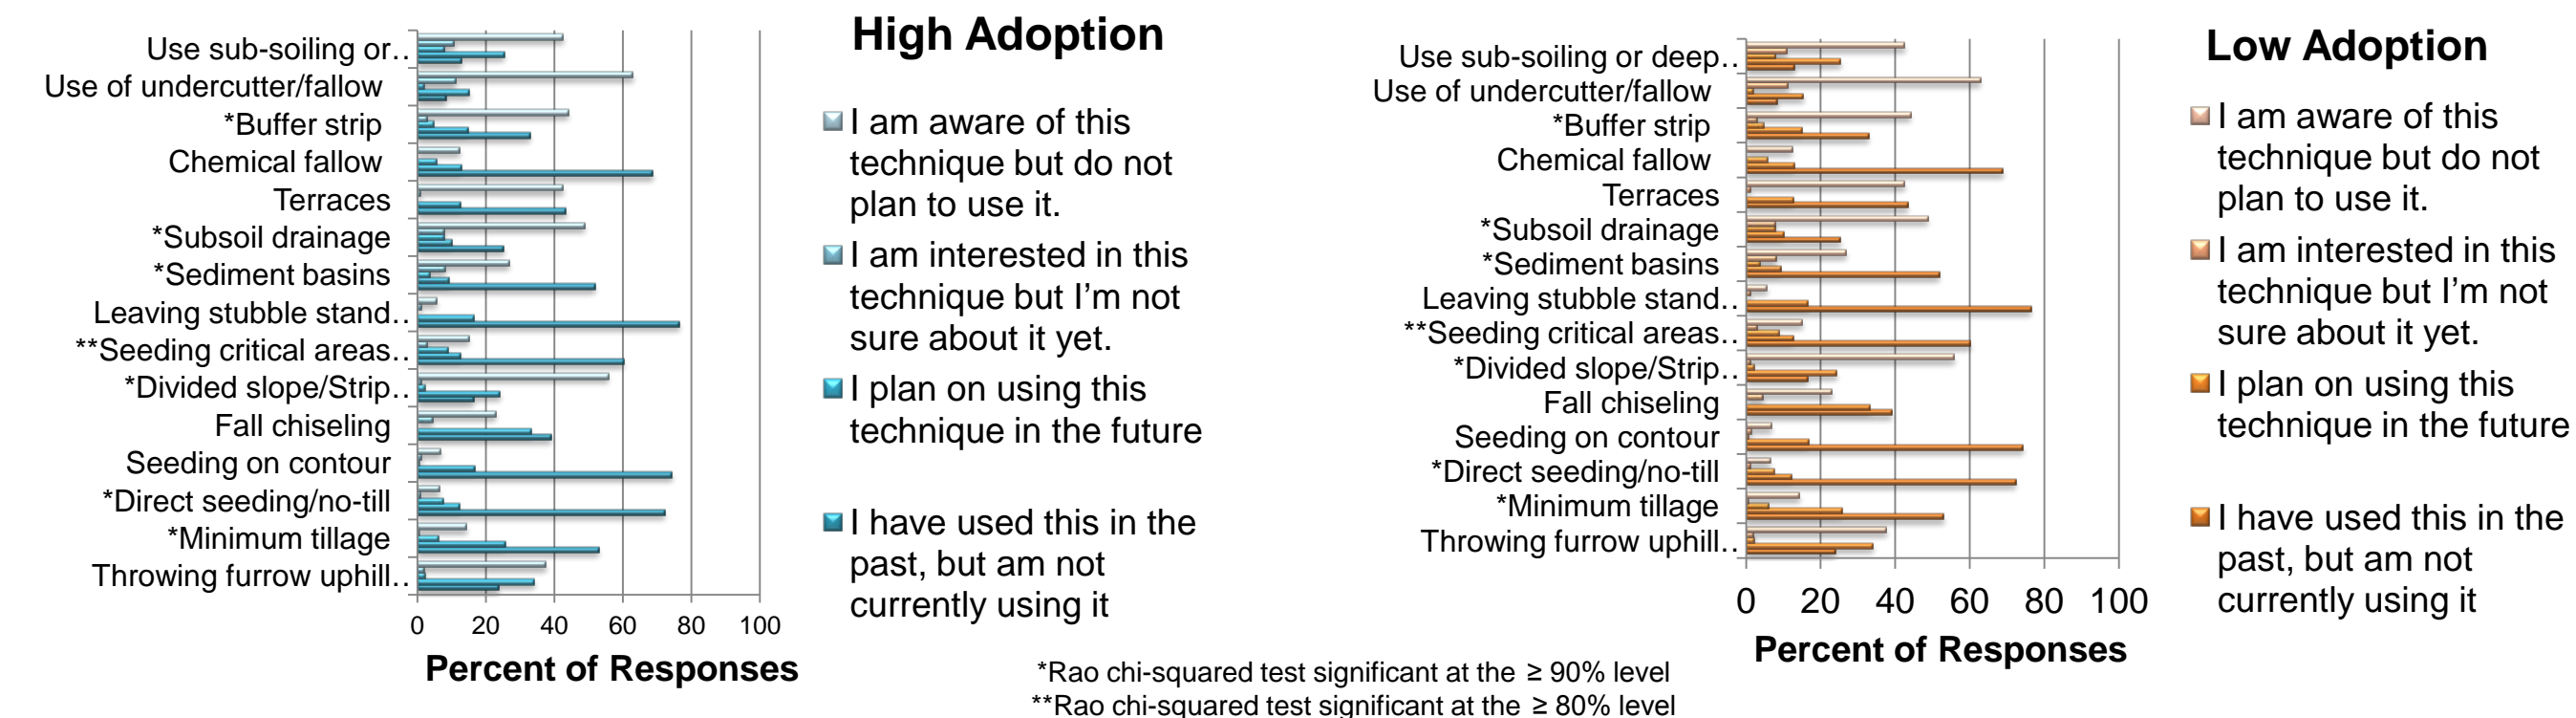 High Adoption
Use sub-soiling or..
Use of undercutter/fallow
*Buffer strip
Chemical fallow
Terraces
*Subsoil drainage
*Sediment basins
Leaving stubble stand..
**Seeding critical areas..
*Divided slope/Strip..
Fall chiseling
Seeding on contour
*Direct seeding/no-till
*Minimum tillage
Throwing furrow uphill..
0 20 40 60 80 100
Percent of Responses
I am aware of this
technique but do not
plan to use it.
I am interested in this
technique but I'm not
sure about it yet.
I plan on using this
technique in the future
I have used this in the
past, but am not
currently using it
Low Adoption
Use sub-soiling or deep..
Use of undercutter/fallow
*Buffer strip
Chemical fallow
Terraces
*Subsoil drainage
*Sediment basins
Leaving stubble stand..
**Seeding critical areas..
*Divided slope/Strip..
Fall chiseling
Seeding on contour
*Direct seeding/no-till
*Minimum tillage
Throwing furrow uphill..
0 20 40 60 80 100
Percent of Responses
I am aware of this
technique but do not
plan to use it.
I am interested in this
technique but I'm not
sure about it yet.
I plan on using this
technique in the future
I have used this in the
past, but am not
currently using it
*Rao chi-squared test significant at the ≥ 90% level
**Rao chi-squared test significant at the ≥ 80% level